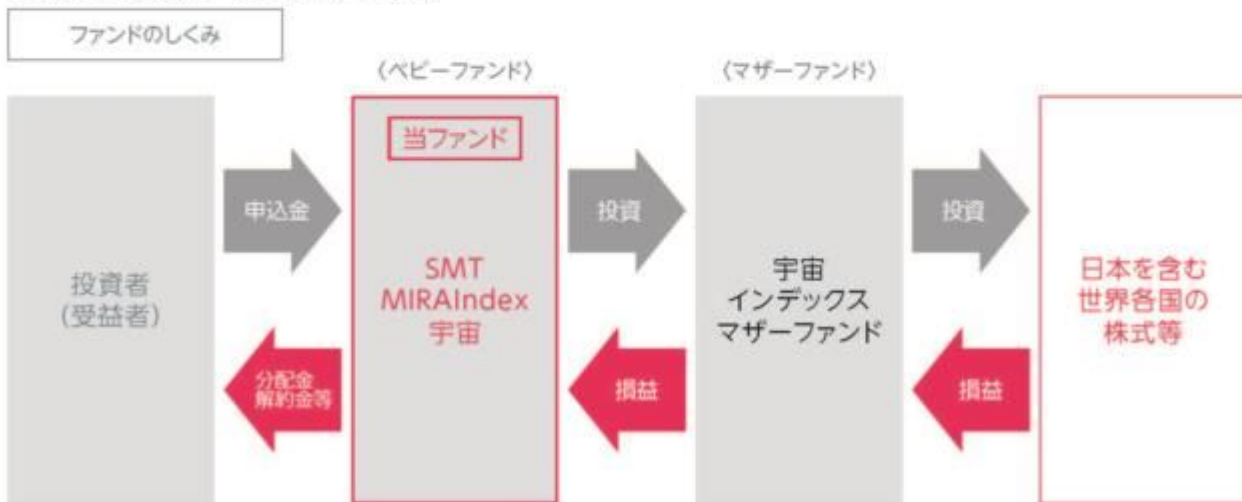 ファンドのしくみ
〈ベビーファンド〉
〈マザーファンド〉
当ファンド
申込金
投資
投資
投資者
(受益者)
SMT
MIRAIndex
宇宙
宇宙
インデックス
マザーファンド
日本を含む
世界各国の
株式等
分配金
解約金等
損益
損益